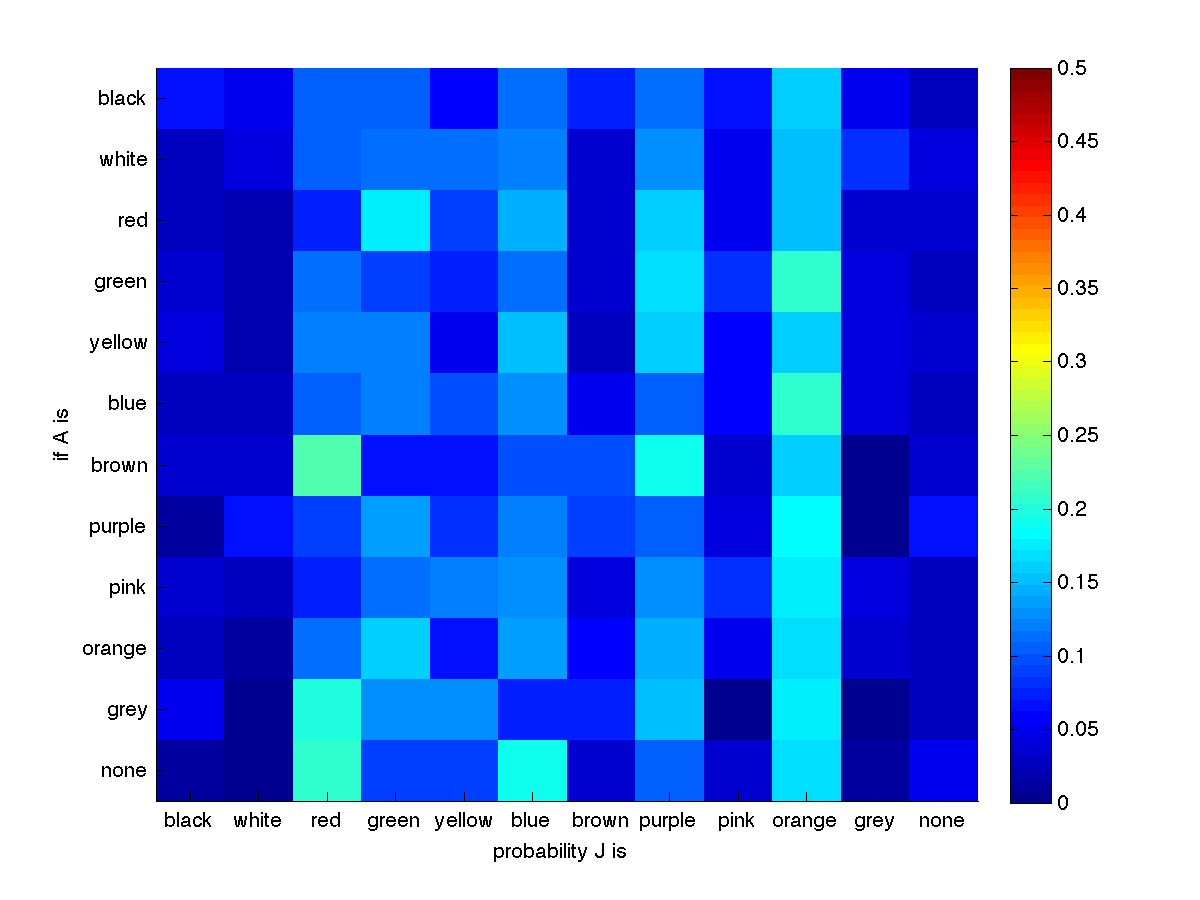 black
white
red
green
yellow
blue
brown
purple
pink
orange
grey
none
if A is
black white red green yellow blue brown purple pink orange grey none
probability J is
0.5
0.45
0.4
0.35
0.3
0.25
0.2
0.15
0.1
0.05
0